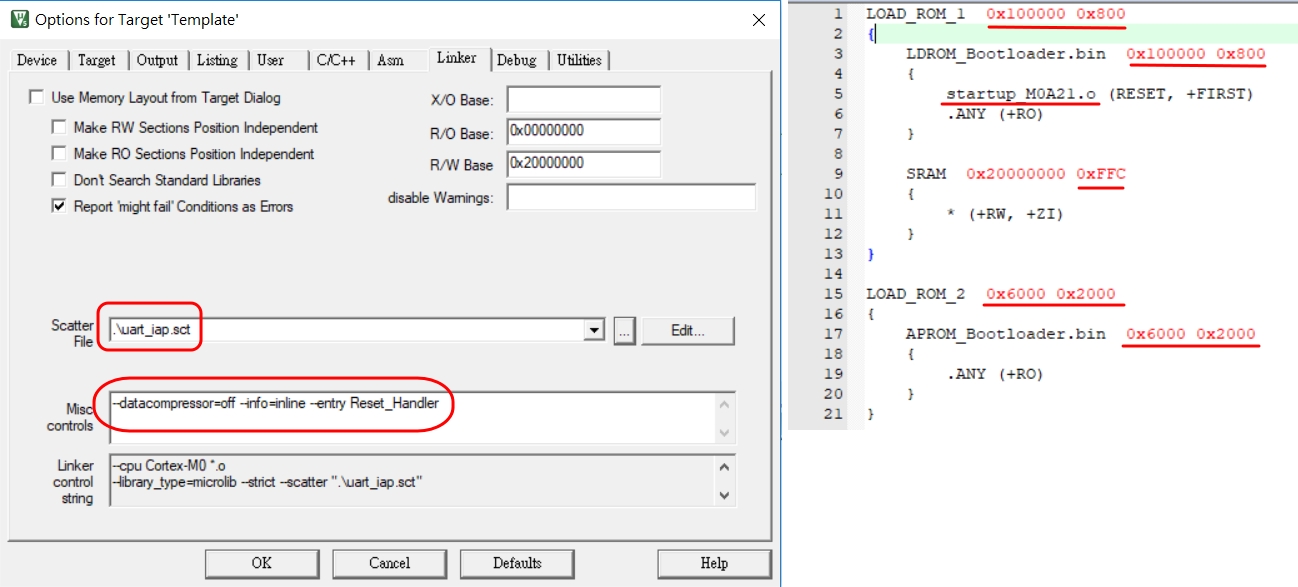 Options for Target 'Template'
Device Target Output Listing User C/C++ Asm Linker Debug Utilities
Use Memory Layout from Target Dialog
Make RW Sections Position Independent
Make RO Sections Position Independent
Don't Search Standard Libraries
Report 'might fail' Conditions as Errors
X/O Base:
R/O Base: 0x00000000
R/W Base 0x20000000
disable Warnings:
Scatter
File
.\uart_iap.sct
... Edit...
Misc
controls
--datacompressor=off --info=inline --entry Reset_Handler
Linker
control
string
--cpu Cortex-M0 *.o
--library_type=microlib --strict --scatter ".\uart_iap.sct"
OK Cancel Defaults Help
1 LOAD_ROM_1 0x100000 0x800
2 {
3 LDROM_Bootloader.bin 0x100000 0x800
4 {
5 startup_M0A21.o (RESET, +FIRST)
6 .ANY (+RO)
7 }
8
9 SRAM 0x20000000 0xFFC
10 {
11 * (+RW, +ZI)
12 }
13 }
14
15 LOAD_ROM_2 0x6000 0x2000
16 {
17 APROM_Bootloader.bin 0x6000 0x2000
18 {
19 .ANY (+RO)
20 }
21 }